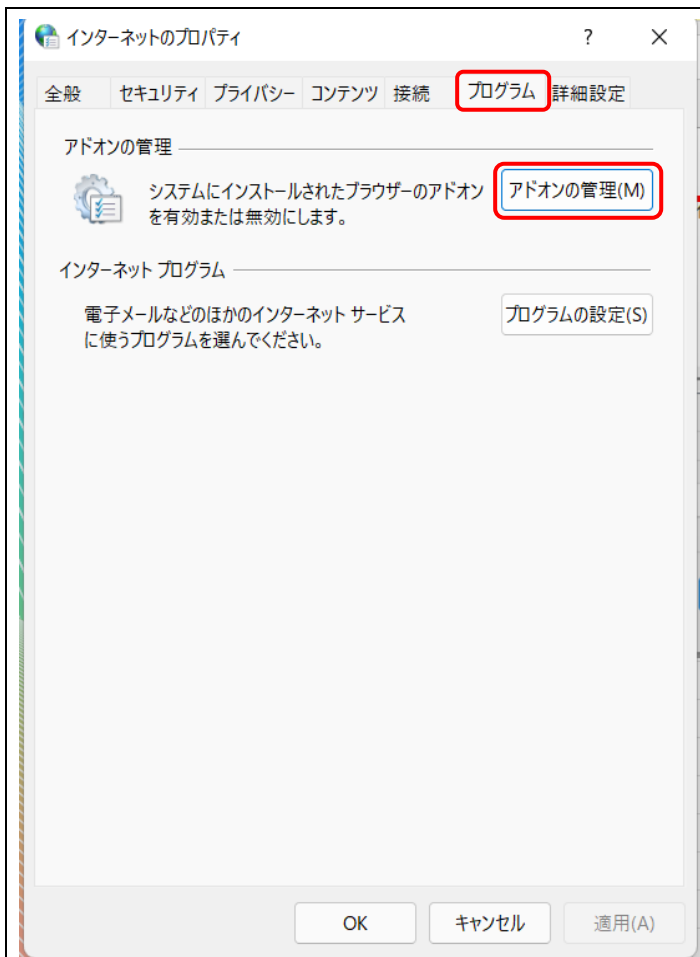 インターネットのプロパティ ?
全般 セキュリティ プライバシー コンテンツ 接続 プログラム 詳細設定
アドオンの管理
システムにインストールされたブラウザーのアドオン
を有効または無効にします。
アドオンの管理(M)
インターネット プログラム
電子メールなどのほかのインターネット サービス
に使うプログラムを選んでください。
プログラムの設定(S)
OK キャンセル 適用(A)